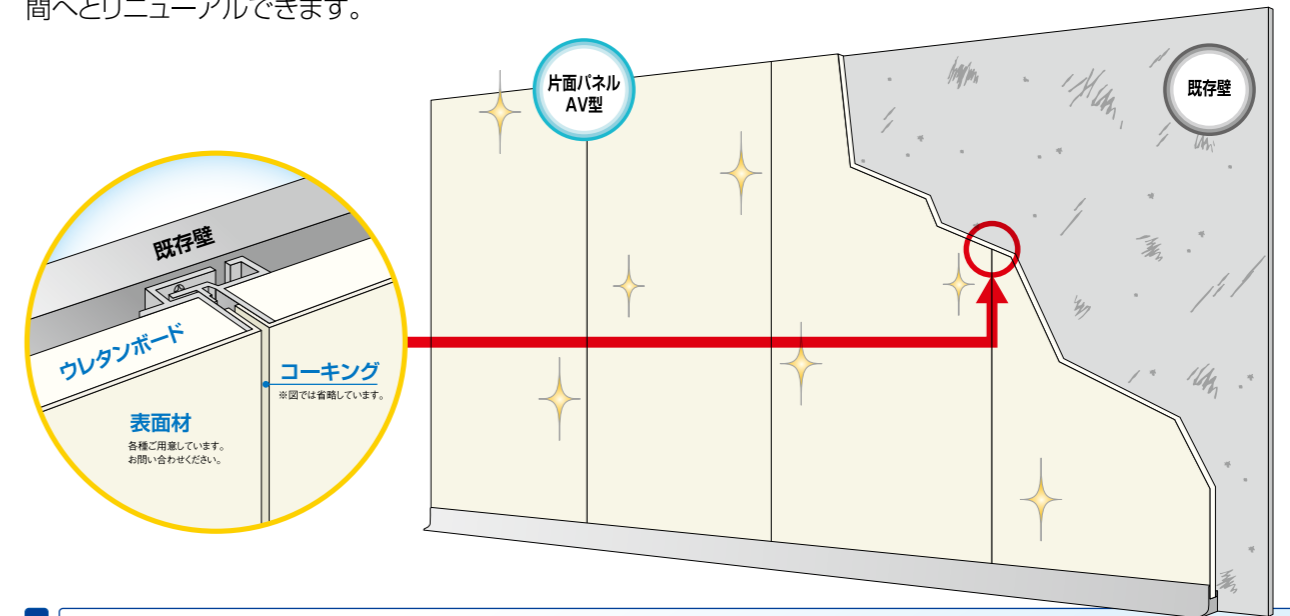 間へとリニューアルできます。
片面パネル
AV型
既存壁
既存壁
ウレタンボード
コーキング
※図では省略しています。
表面材
各種ご用意しています。
お問い合わせください。